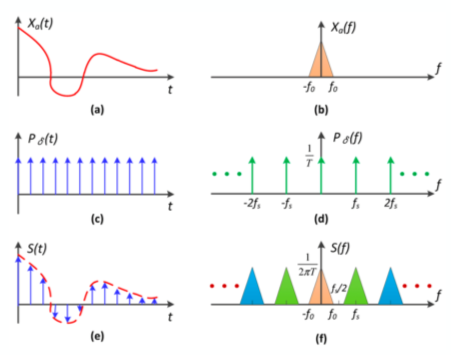 Xₐ(t)
t
(a)
Xₐ(f)
f
-f₀ f₀
(b)
P𝛿(t)
t
(c)
P𝛿(f)
1/T
f
-2fₛ -fₛ fₛ 2fₛ
(d)
S(t)
t
(e)
S(f)
1/2πT
fₛ/2
f
-f₀ f₀ fₛ
(f)